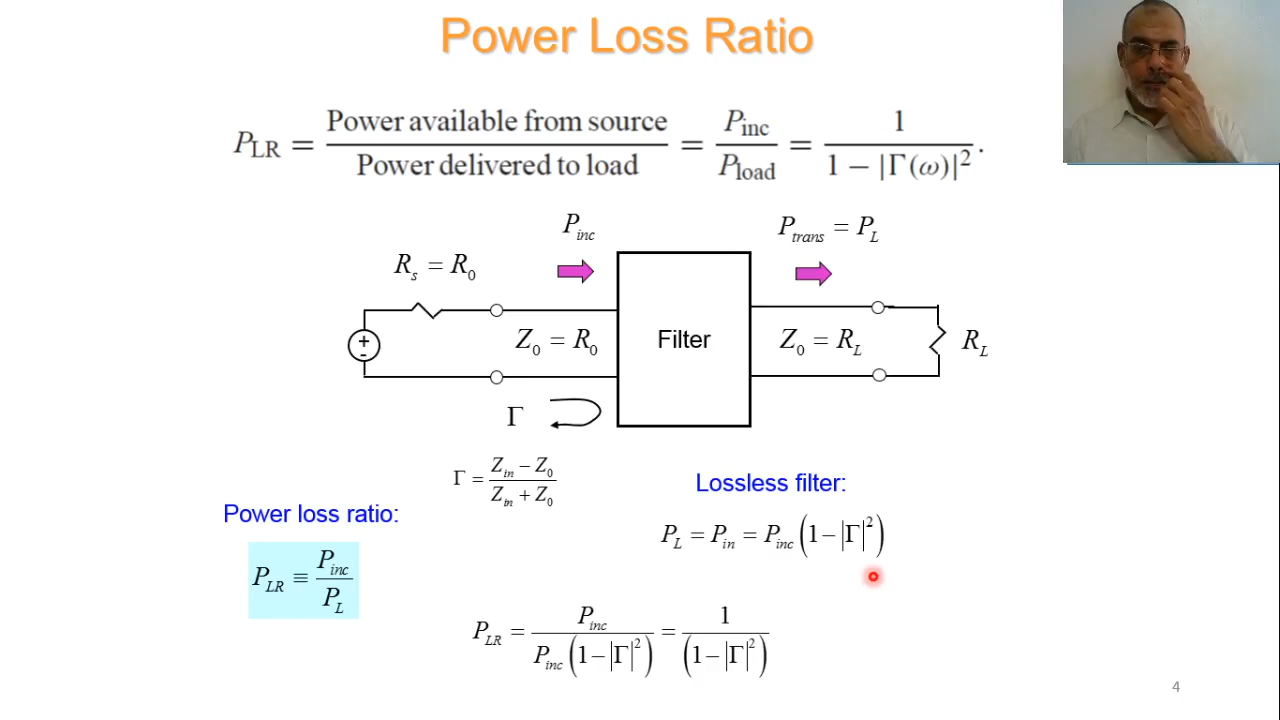 Power Loss Ratio
P_LR = Power available from source / Power delivered to load = P_inc / P_load = 1 / (1 − |Γ(ω)|²).
P_inc
P_trans = P_L
R_s = R_0
+
-
Z_0 = R_0
Filter
Z_0 = R_L
R_L
Γ
Γ = (Z_in − Z_0) / (Z_in + Z_0)
Lossless filter:
P_L = P_in = P_inc (1 − |Γ|²)
Power loss ratio:
P_LR ≡ P_inc / P_L
P_LR = P_inc / (P_inc (1 − |Γ|²)) = 1 / (1 − |Γ|²)
4